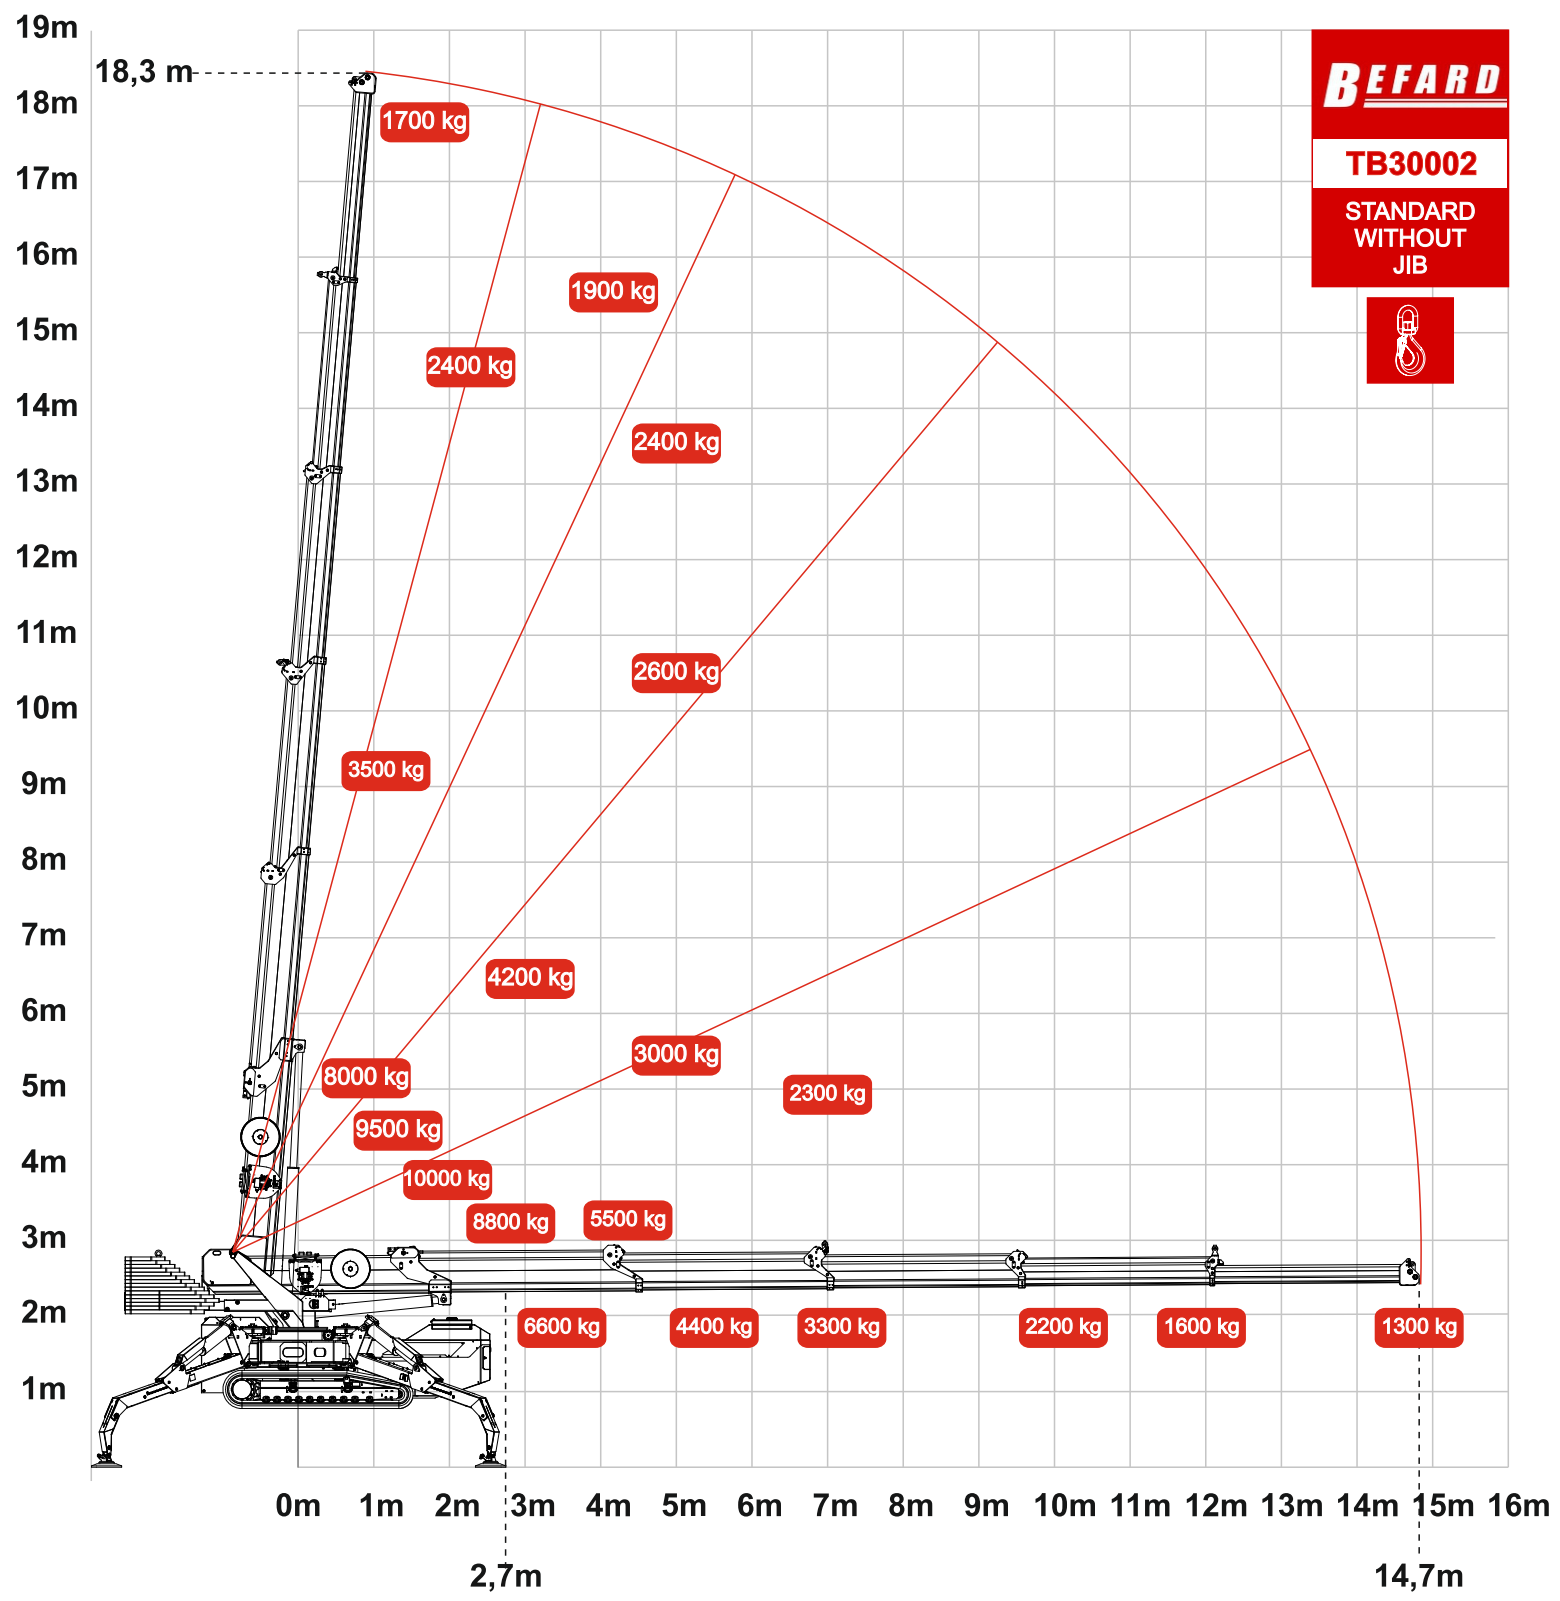 19m
18,3 m
18m
17m
16m
15m
14m
13m
12m
11m
10m
9m
8m
7m
6m
5m
4m
3m
2m
1m
BEFARD
TB30002
STANDARD
WITHOUT
JIB
1700 kg
1900 kg
2400 kg
2400 kg
2600 kg
3500 kg
4200 kg
3000 kg
8000 kg
2300 kg
9500 kg
10000 kg
8800 kg
5500 kg
6600 kg
4400 kg
3300 kg
2200 kg
1600 kg
1300 kg
0m
1m
2m
3m
4m
5m
6m
7m
8m
9m
10m
11m
12m
13m
14m
15m
16m
2,7m
14,7m